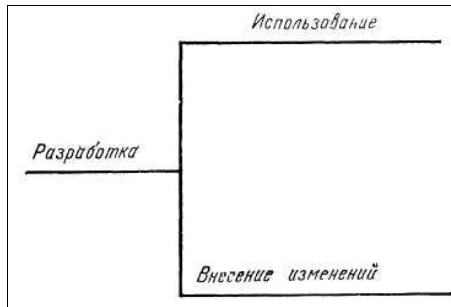 Использование
Разработка
Внесение изменений